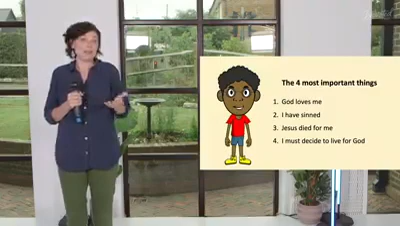 The 4 most important things
1. God loves me
2. I have sinned
3. Jesus died for me
4. I must decide to live for God